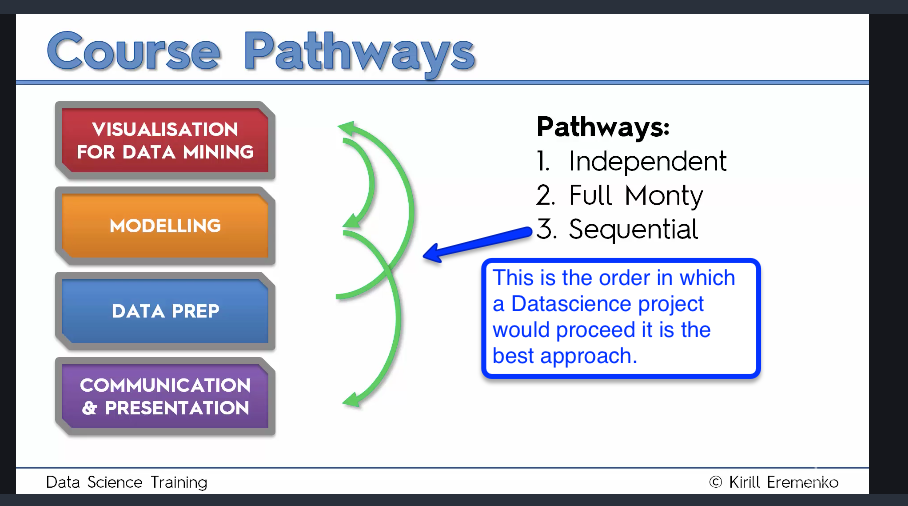 Course Pathways
VISUALISATION
FOR DATA MINING
MODELLING
DATA PREP
COMMUNICATION
& PRESENTATION
Pathways:
1. Independent
2. Full Monty
3. Sequential
This is the order in which
a Datascience project
would proceed it is the
best approach.
Data Science Training
© Kirill Eremenko